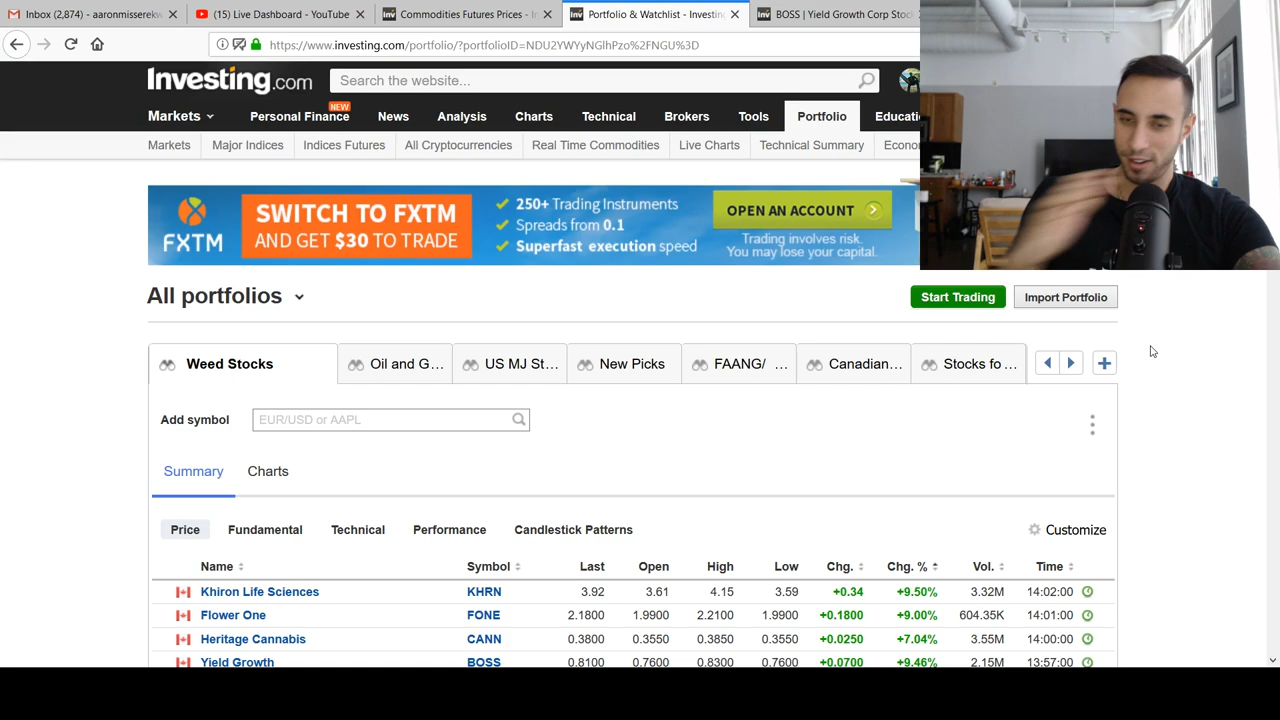 Inbox (2,874) - aaronmisserekw
(15) Live Dashboard - YouTube
Commodities Futures Prices - In
Portfolio & Watchlist - Investing
BOSS | Yield Growth Corp Stock
https://www.investing.com/portfolio/?portfolioID=NDU2YWYyNGlhPzo%2FNGU%3D
Investing.com
Search the website...
NEW
Markets
Personal Finance
News
Analysis
Charts
Technical
Brokers
Tools
Portfolio
Educati
Markets
Major Indices
Indices Futures
All Cryptocurrencies
Real Time Commodities
Live Charts
Technical Summary
Econo
FXTM
SWITCH TO FXTM
AND GET $30 TO TRADE
250+ Trading Instruments
Spreads from 0.1
Superfast execution speed
OPEN AN ACCOUNT
Trading involves risk.
You may lose your capital.
All portfolios
Start Trading
Import Portfolio
Weed Stocks
Oil and G...
US MJ St...
New Picks
FAANG/ ...
Canadian...
Stocks fo ...
Add symbol
EUR/USD or AAPL
Summary
Charts
Price
Fundamental
Technical
Performance
Candlestick Patterns
Customize
Name Symbol Last Open High Low Chg. Chg. % Vol. Time
Khiron Life Sciences KHRN 3.92 3.61 4.15 3.59 +0.34 +9.50% 3.32M 14:02:00
Flower One FONE 2.1800 1.9900 2.2100 1.9900 +0.1800 +9.00% 604.35K 14:01:00
Heritage Cannabis CANN 0.3800 0.3550 0.3850 0.3550 +0.0250 +7.04% 3.55M 14:00:00
Yield Growth BOSS 0.8100 0.7600 0.8300 0.7600 +0.0700 +9.46% 2.15M 13:57:00